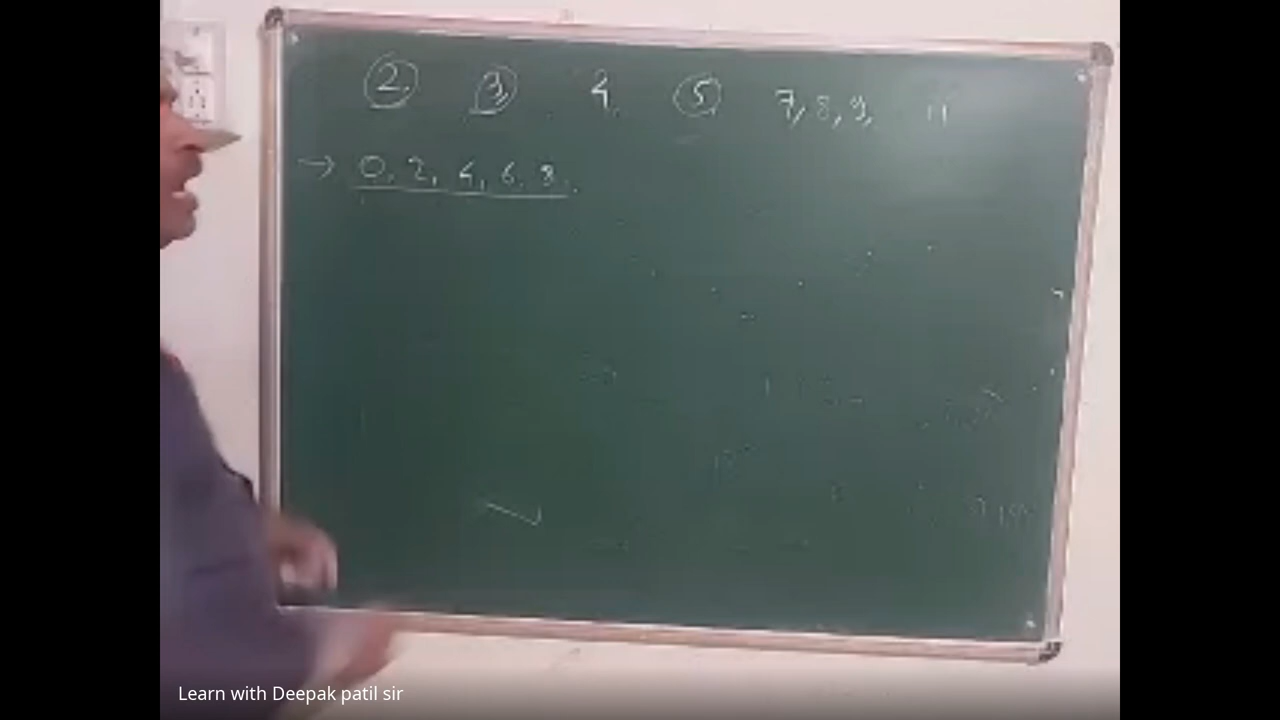 2, 3, 4, 5, 7, 8, 9, 11
→ 0, 2, 4, 6, 8.
Learn with Deepak patil sir